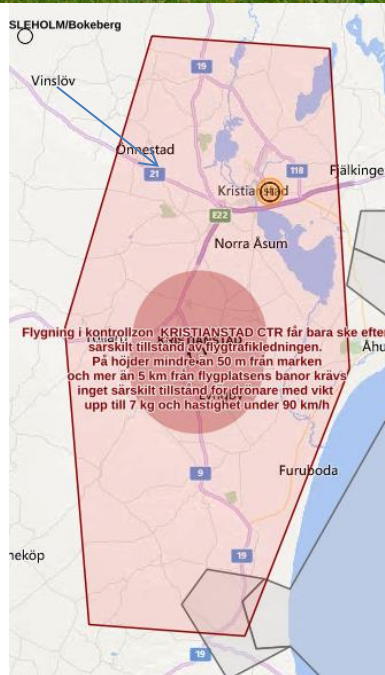 SLEHOLM/Bokeberg
19
Vinslöv
Önnestad
21
118
Fjälkinge
Kristianstad
E22
Norra Åsum
Flygning i kontrollzon KRISTIANSTAD CTR får bara ske efter
särskilt tillstånd av flygtrafikledningen.
På höjder mindre än 50 m från marken
och mer än 5 km från flygplatsens banor krävs
inget särskilt tillstånd för drönare med vikt
upp till 7 kg och hastighet under 90 km/h
Åhu
Furuboda
9
neköp
19
19